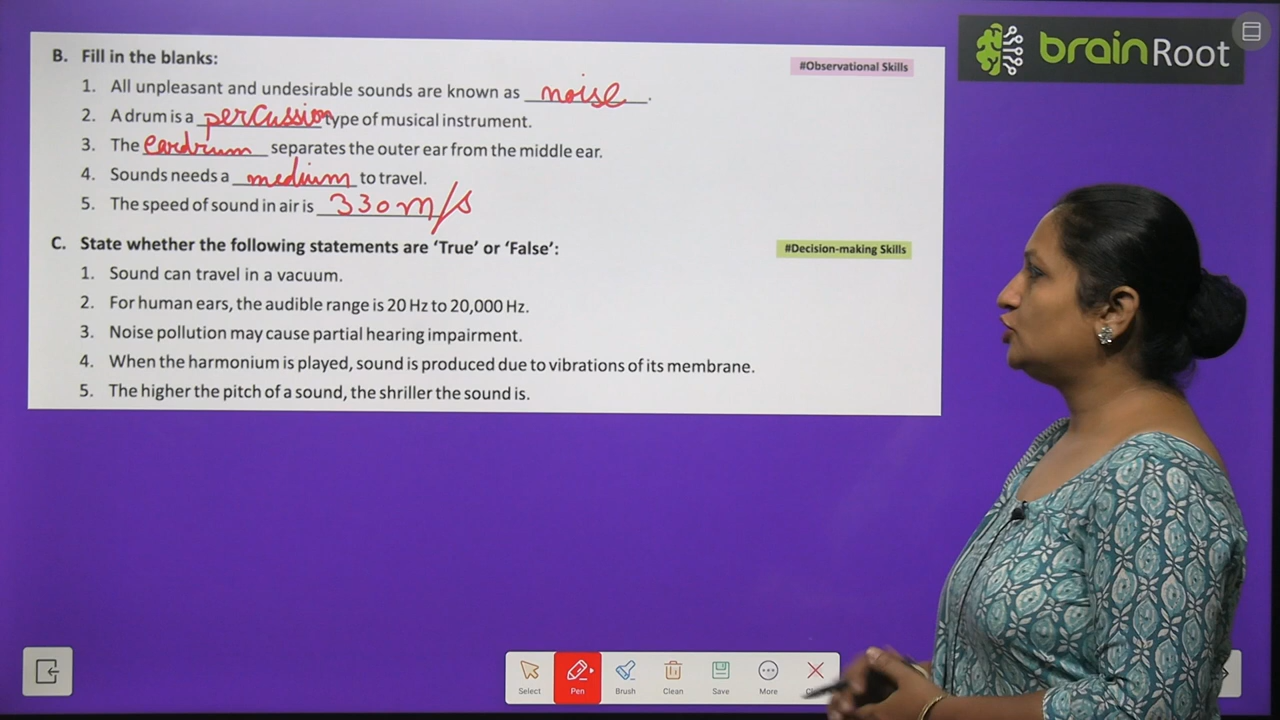 brainRoot
B. Fill in the blanks:
#Observational Skills
1. All unpleasant and undesirable sounds are known as noise.
2. A drum is a percussion type of musical instrument.
3. The eardrum separates the outer ear from the middle ear.
4. Sounds needs a medium to travel.
5. The speed of sound in air is 330 m/s
C. State whether the following statements are ‘True’ or ‘False’:
#Decision-making Skills
1. Sound can travel in a vacuum.
2. For human ears, the audible range is 20 Hz to 20,000 Hz.
3. Noise pollution may cause partial hearing impairment.
4. When the harmonium is played, sound is produced due to vibrations of its membrane.
5. The higher the pitch of a sound, the shriller the sound is.
Select Pen Brush Clean Save More